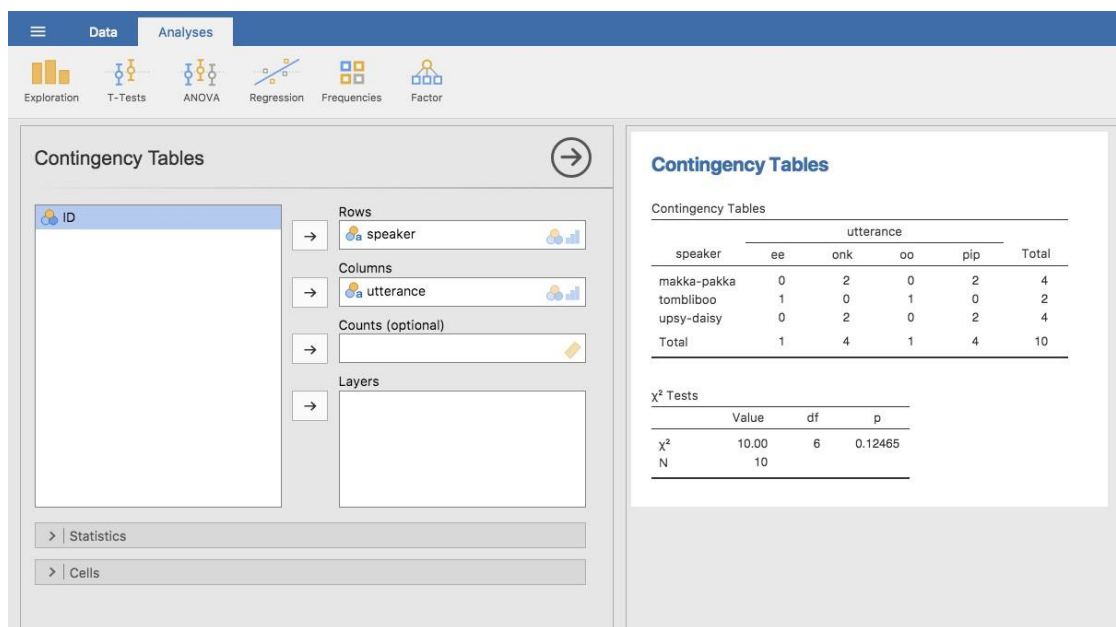 Data Analyses
Exploration T-Tests ANOVA Regression Frequencies Factor
Contingency Tables
ID
Rows
speaker
Columns
utterance
Counts (optional)
Layers
Statistics
Cells
Contingency Tables
Contingency Tables
utterance
speaker ee onk oo pip Total
makka-pakka 0 2 0 2 4
tombliboo 1 0 1 0 2
upsy-daisy 0 2 0 2 4
Total 1 4 1 4 10
χ² Tests
Value df p
χ² 10.00 6 0.12465
N 10